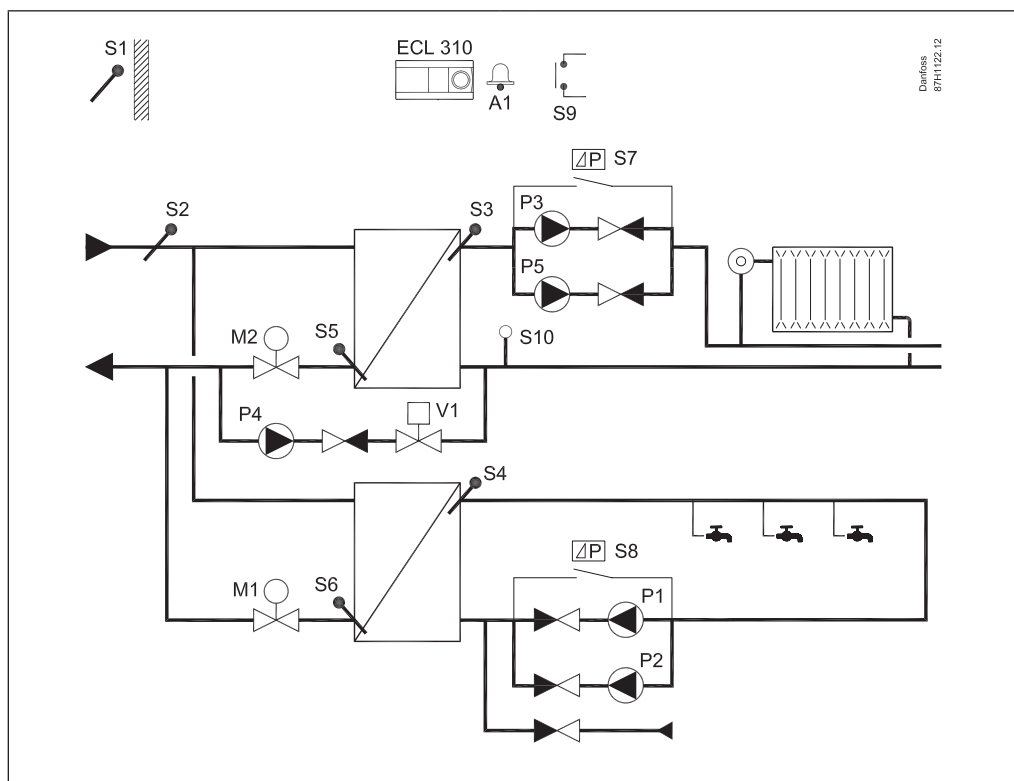 S1
ECL 310
A1
S9
Danfoss
87H1122.12
S2
S3
P3
P5
ΔP S7
M2
S5
S10
P4
V1
S4
M1
S6
ΔP S8
P1
P2